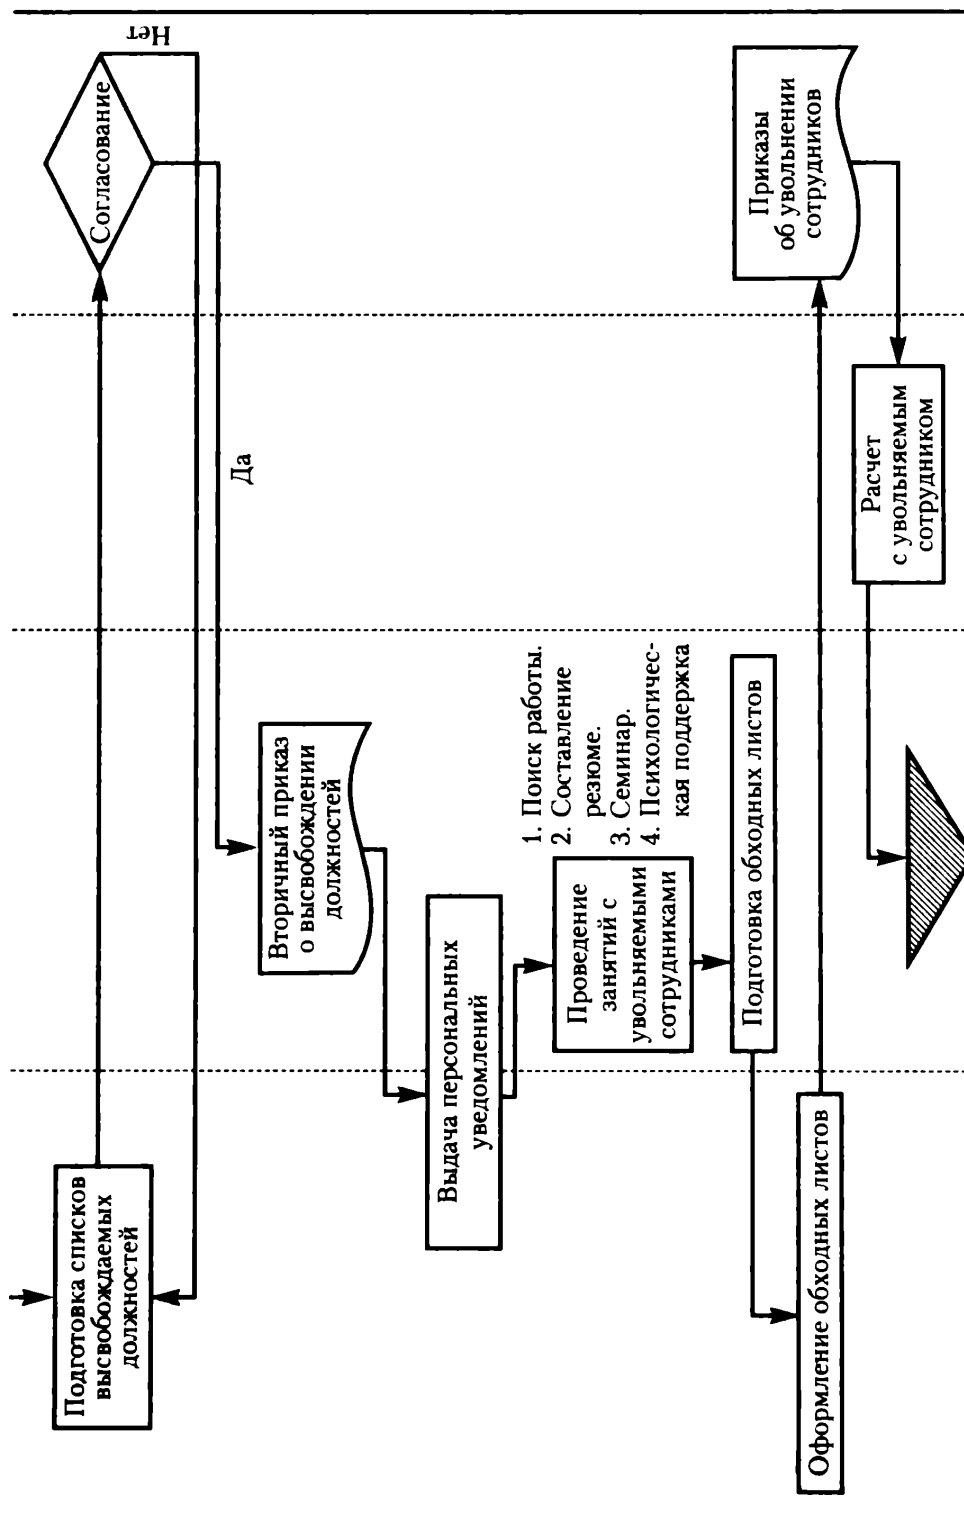 Подготовка списков
высвобождаемых
должностей
Согласование
Нет
Да
Вторичный приказ
о высвобождении
должностей
Выдача персональных
уведомлений
Проведение
занятий с
увольняемыми
сотрудниками
1. Поиск работы.
2. Составление
резюме.
3. Семинар.
4. Психологичес-
кая поддержка
Подготовка обходных листов
Оформление обходных листов
Приказы
об увольнении
сотрудников
Расчет
с увольняемым
сотрудником